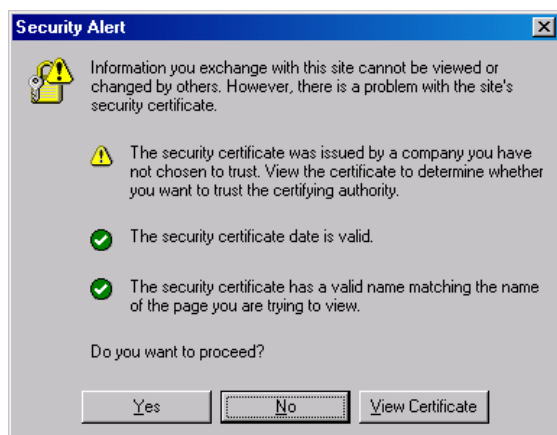 Security Alert
Information you exchange with this site cannot be viewed or
changed by others. However, there is a problem with the site's
security certificate.
The security certificate was issued by a company you have
not chosen to trust. View the certificate to determine whether
you want to trust the certifying authority.
The security certificate date is valid.
The security certificate has a valid name matching the name
of the page you are trying to view.
Do you want to proceed?
Yes No View Certificate